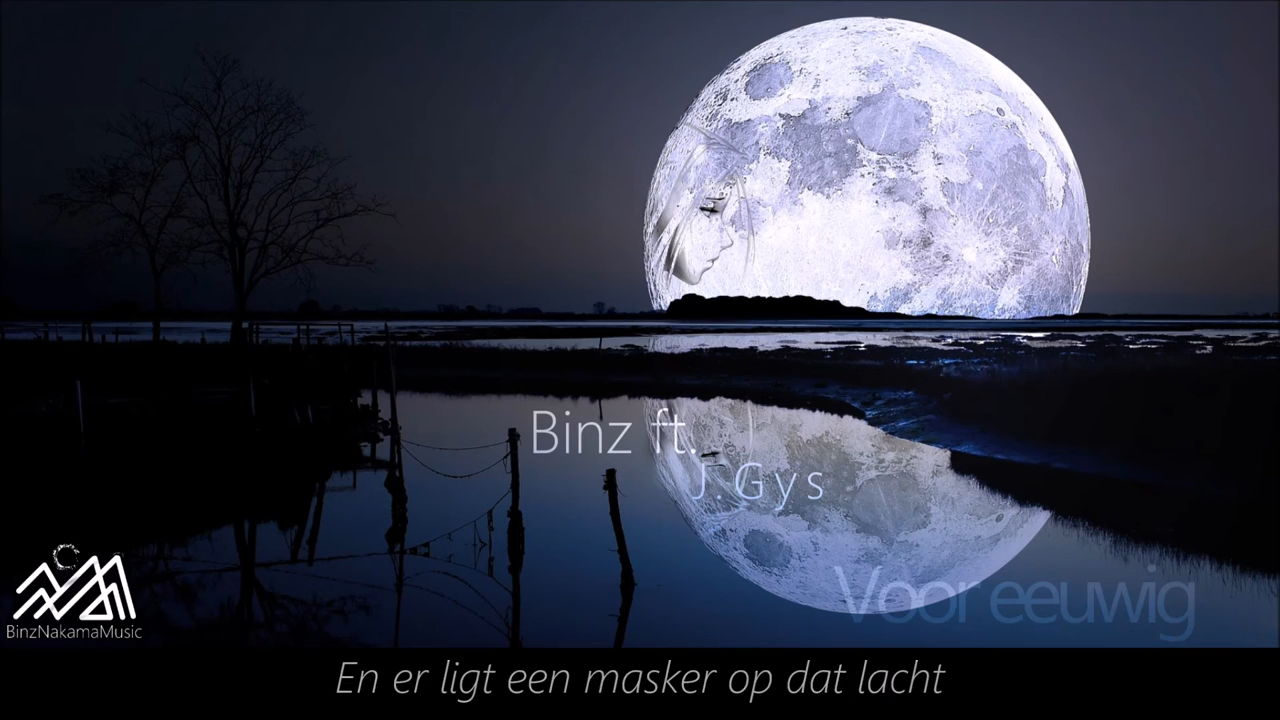 Binz ft.
J.Gys
Voor eeuwig
BinzNakamaMusic
En er ligt een masker op dat lacht